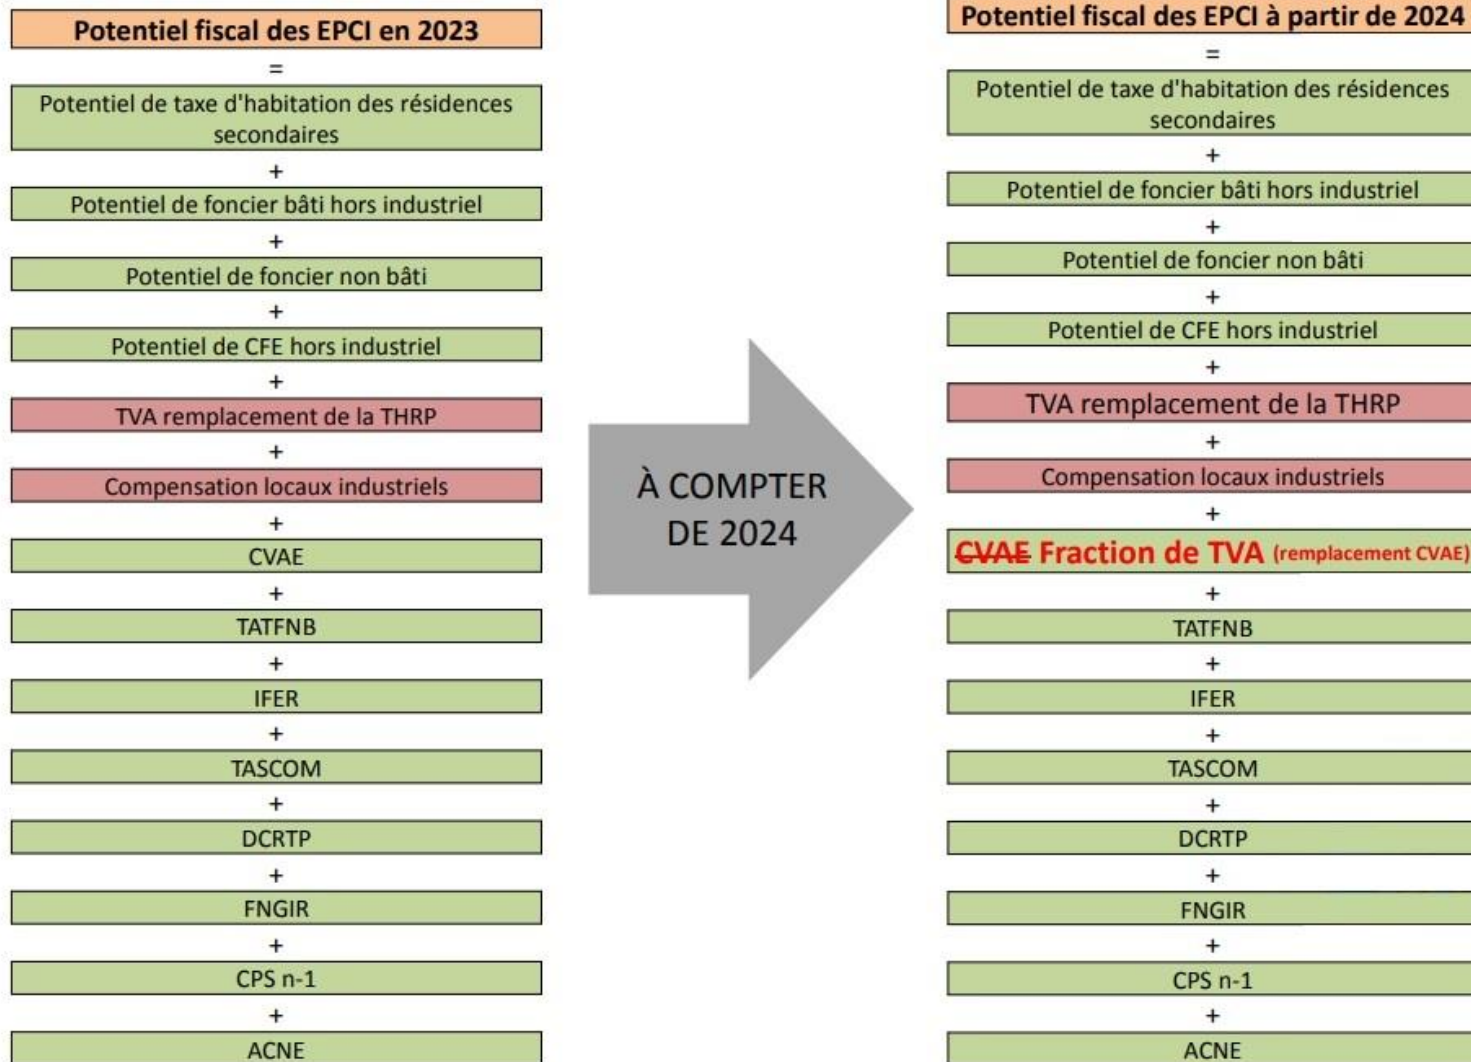 Potentiel fiscal des EPCI en 2023
=
Potentiel de taxe d'habitation des résidences
secondaires
+
Potentiel de foncier bâti hors industriel
+
Potentiel de foncier non bâti
+
Potentiel de CFE hors industriel
+
TVA remplacement de la THRP
+
Compensation locaux industriels
+
CVAE
+
TATFNB
+
IFER
+
TASCOM
+
DCRTP
+
FNGIR
+
CPS n-1
+
ACNE
À COMPTER
DE 2024
Potentiel fiscal des EPCI à partir de 2024
=
Potentiel de taxe d'habitation des résidences
secondaires
+
Potentiel de foncier bâti hors industriel
+
Potentiel de foncier non bâti
+
Potentiel de CFE hors industriel
+
TVA remplacement de la THRP
+
Compensation locaux industriels
+
CVAE Fraction de TVA (remplacement CVAE)
+
TATFNB
+
IFER
+
TASCOM
+
DCRTP
+
FNGIR
+
CPS n-1
+
ACNE